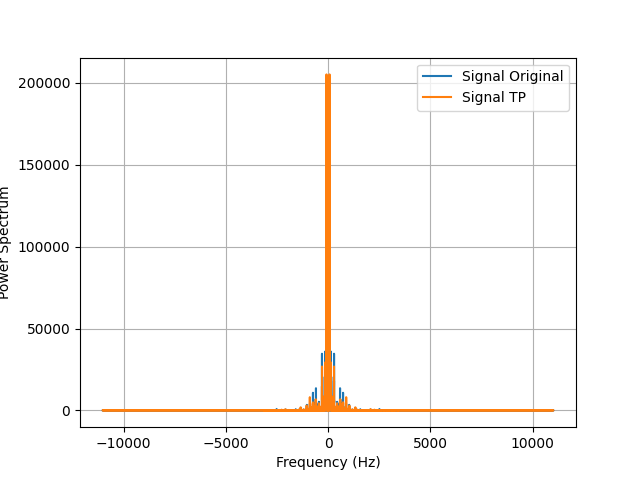 Signal Original
Signal TP
200000
150000
100000
50000
0
Power Spectrum
−10000
−5000
0
5000
10000
Frequency (Hz)